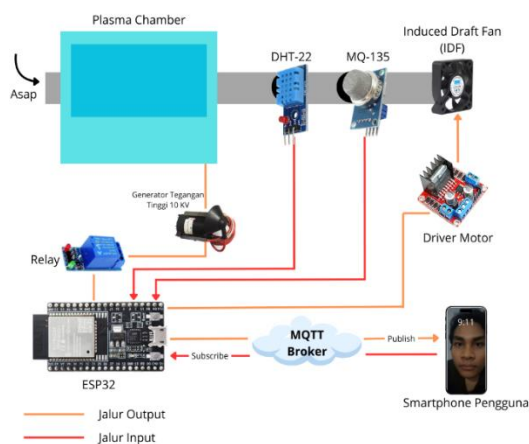 Plasma Chamber
Induced Draft Fan
(IDF)
DHT-22
MQ-135
Asap
Generator Tegangan
Tinggi 10 KV
Relay
Driver Motor
9:11
MQTT
Broker
Publish
Subscribe
ESP32
Smartphone Pengguna
Jalur Output
Jalur Input